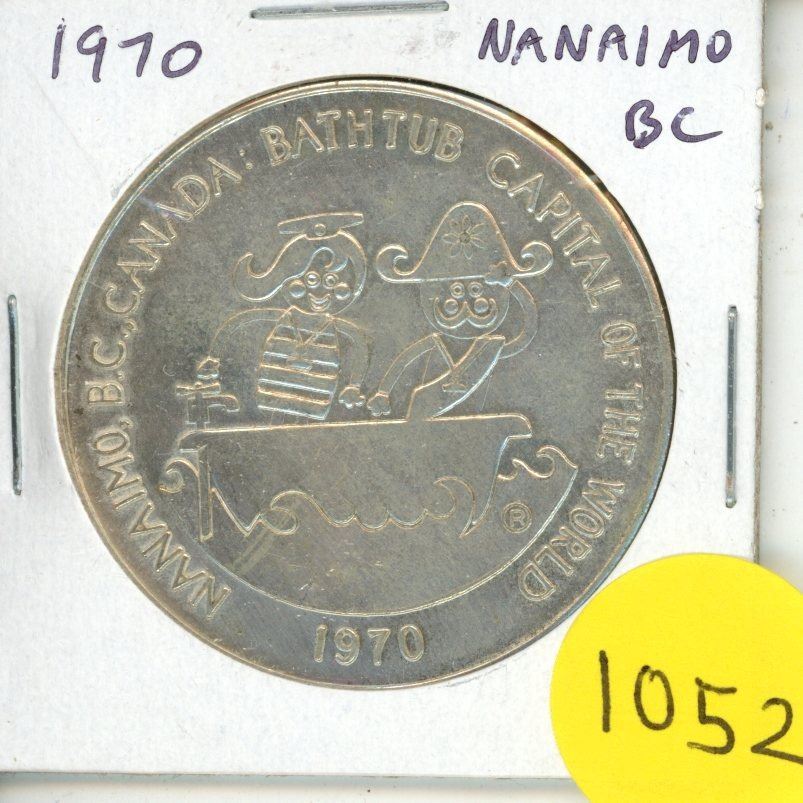 1970
NANAIMO
BC
NANAIMO, B.C., CANADA: BATHTUB CAPITAL OF THE WORLD
®
1970
1052